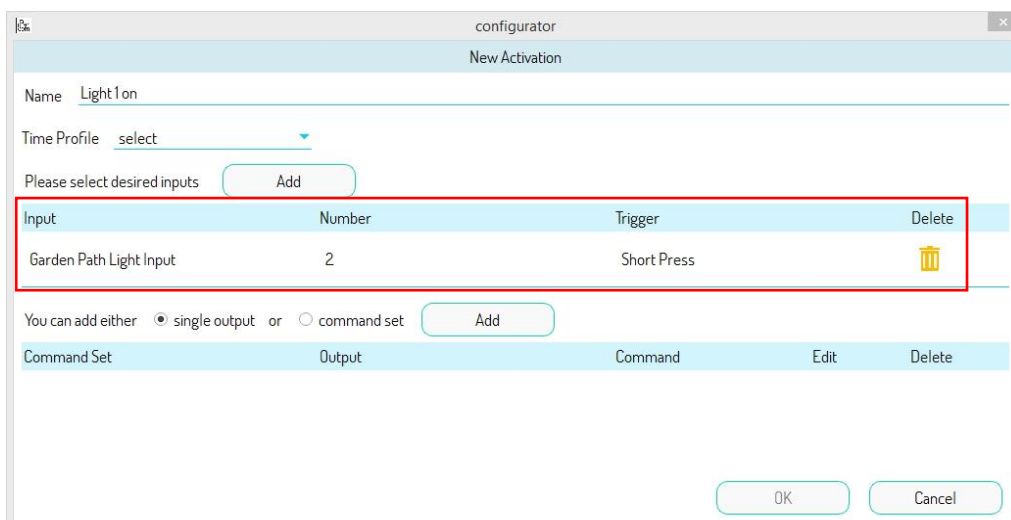 configurator
New Activation
Name Light 1 on
Time Profile select
Please select desired inputs Add
Input Number Trigger Delete
Garden Path Light Input 2 Short Press
You can add either single output or command set Add
Command Set Output Command Edit Delete
OK Cancel